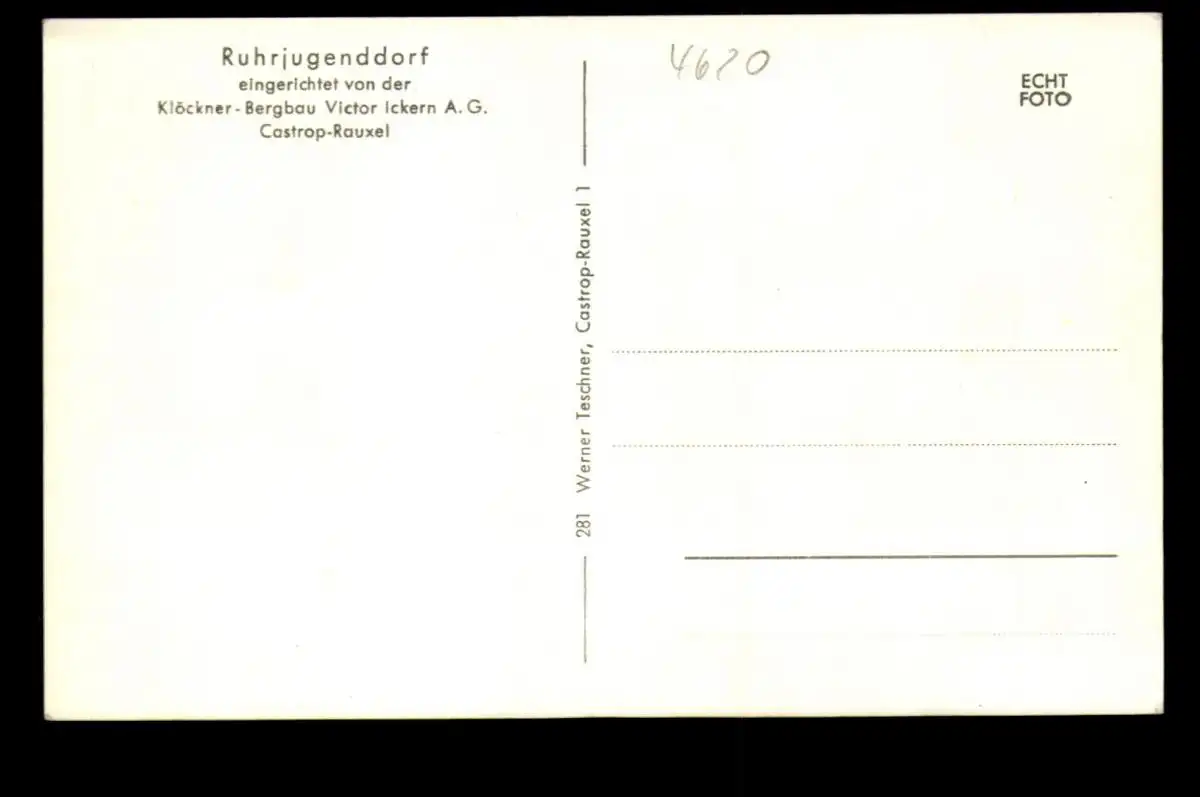 Ruhrjugenddorf
eingerichtet von der
Klöckner-Bergbau Victor Ickern A.G.
Castrop-Rauxel
281 Werner Teschner, Castrop-Rauxel 1
4620
ECHT
FOTO